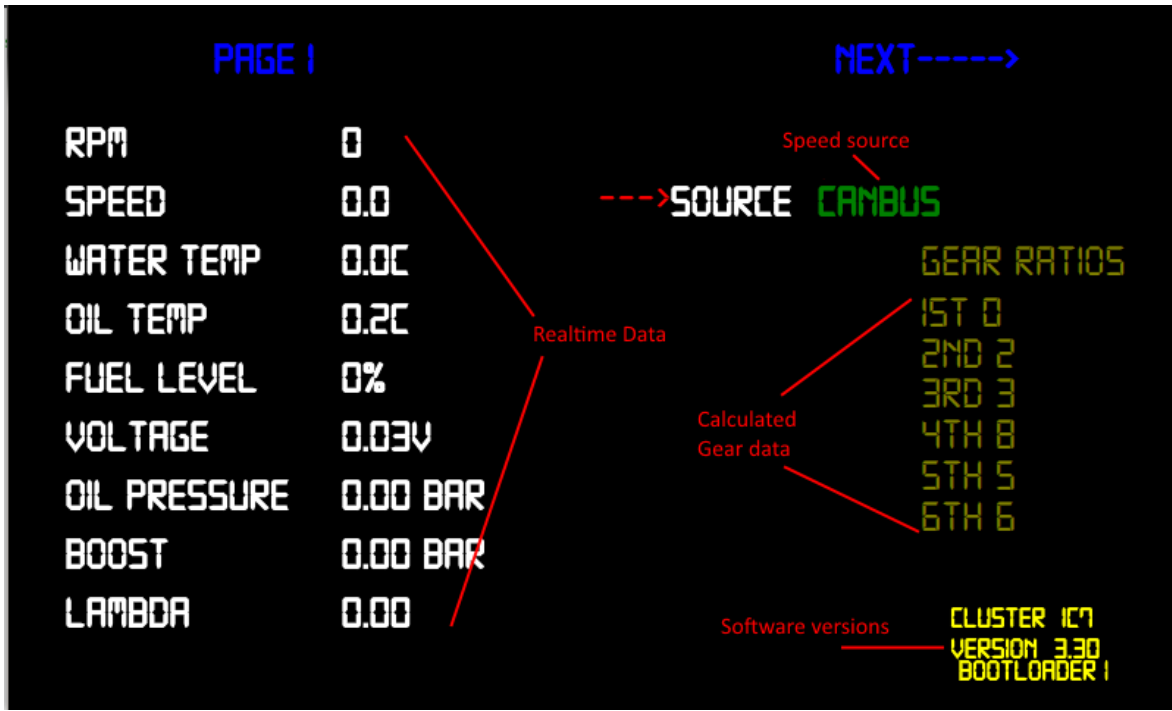 PAGE 1
NEXT----->
RPM 0
Speed source
SPEED 0.0
--->SOURCE CANBUS
WATER TEMP 0.0C
GEAR RATIOS
OIL TEMP 0.2C
1ST 0
Realtime Data
2ND 2
FUEL LEVEL 0%
3RD 3
Calculated
Gear data
VOLTAGE 0.03V
4TH 8
5TH 5
OIL PRESSURE 0.00 BAR
6TH 6
BOOST 0.00 BAR
LAMBDA 0.00
Software versions
CLUSTER IC7
VERSION 3.30
BOOTLOADER 1